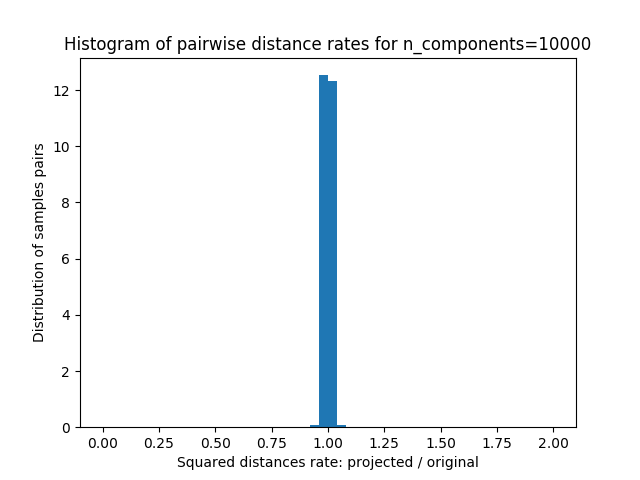 Histogram of pairwise distance rates for n_components=10000
Distribution of samples pairs
12
10
8
6
4
2
0
0.00 0.25 0.50 0.75 1.00 1.25 1.50 1.75 2.00
Squared distances rate: projected / original